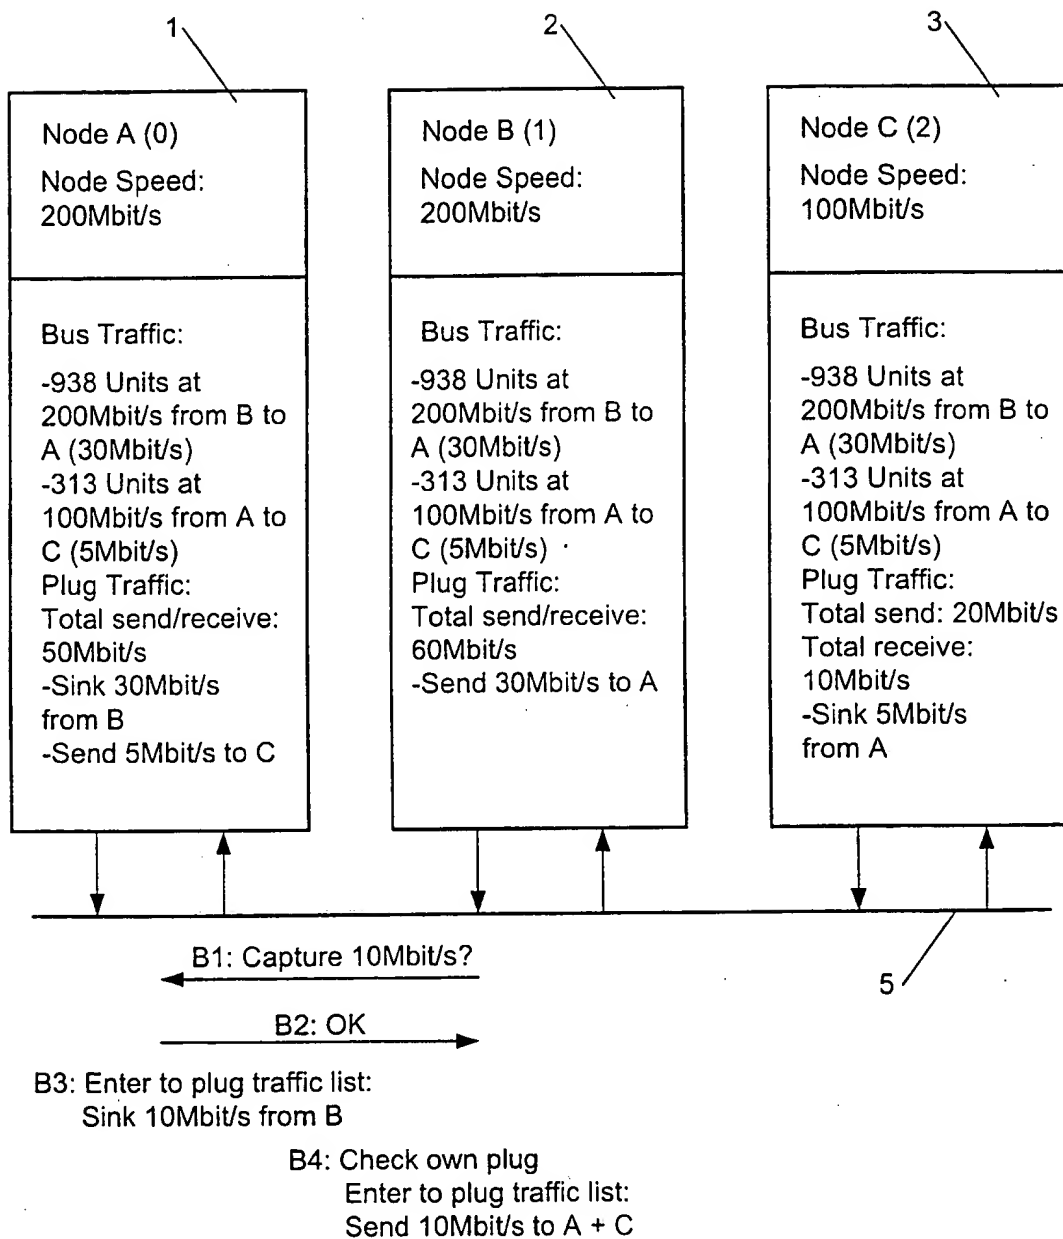 1
2
3
Node A (0)
Node Speed:
200Mbit/s
Bus Traffic:
-938 Units at
200Mbit/s from B to
A (30Mbit/s)
-313 Units at
100Mbit/s from A to
C (5Mbit/s)
Plug Traffic:
Total send/receive:
50Mbit/s
-Sink 30Mbit/s
from B
-Send 5Mbit/s to C
Node B (1)
Node Speed:
200Mbit/s
Bus Traffic:
-938 Units at
200Mbit/s from B to
A (30Mbit/s)
-313 Units at
100Mbit/s from A to
C (5Mbit/s)
Plug Traffic:
Total send/receive:
60Mbit/s
-Send 30Mbit/s to A
Node C (2)
Node Speed:
100Mbit/s
Bus Traffic:
-938 Units at
200Mbit/s from B to
A (30Mbit/s)
-313 Units at
100Mbit/s from A to
C (5Mbit/s)
Plug Traffic:
Total send: 20Mbit/s
Total receive:
10Mbit/s
-Sink 5Mbit/s
from A
B1: Capture 10Mbit/s?
5
B2: OK
B3: Enter to plug traffic list:
Sink 10Mbit/s from B
B4: Check own plug
Enter to plug traffic list:
Send 10Mbit/s to A + C